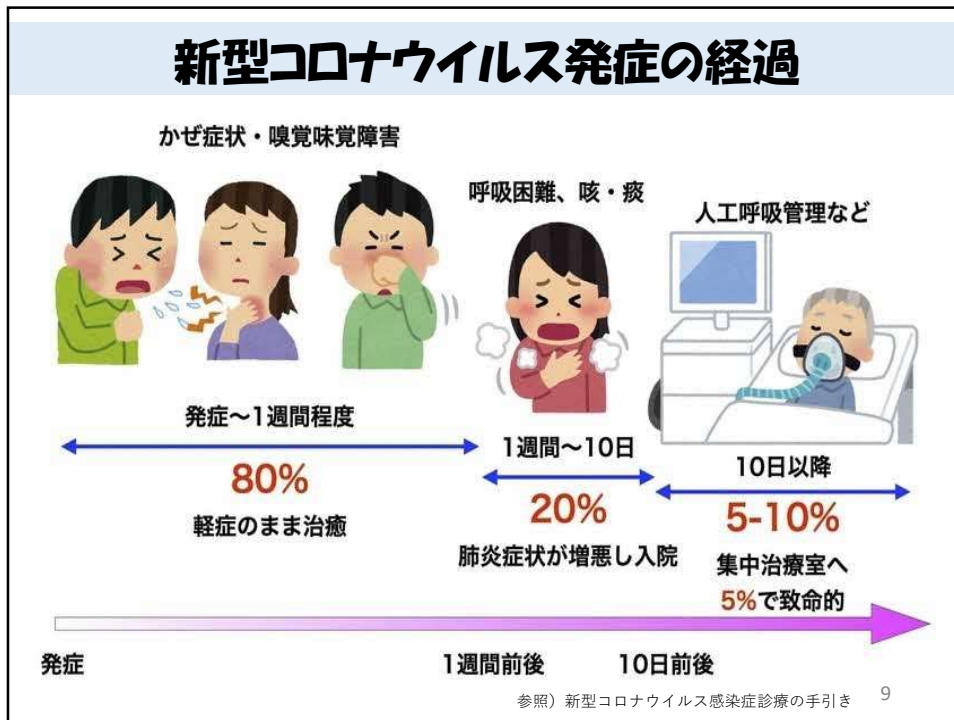 新型コロナウイルス発症の経過
かぜ症状・嗅覚味覚障害
呼吸困難、咳・痰
人工呼吸管理など
発症～1週間程度
80%
軽症のまま治癒
1週間～10日
20%
肺炎症状が増悪し入院
10日以降
5-10%
集中治療室へ
5%で致命的
発症
1週間前後
10日前後
参照）新型コロナウイルス感染症診療の手引き
9